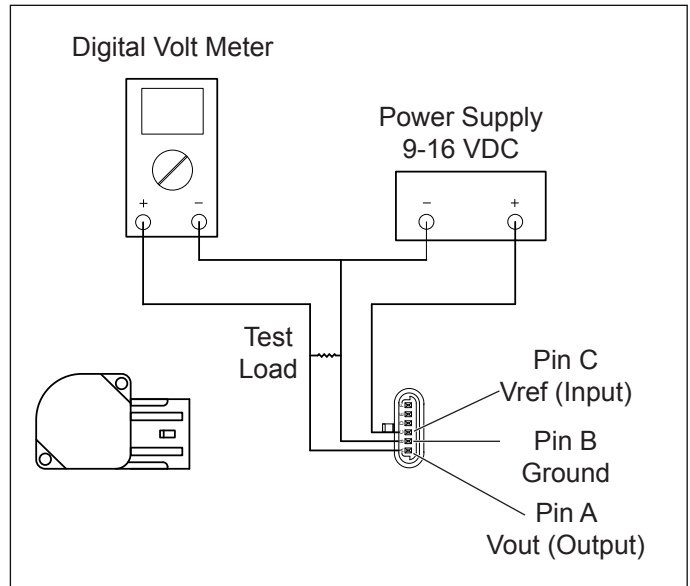 Digital Volt Meter
Power Supply
9-16 VDC
+ −
− +
Test
Load
Pin C
Vref (Input)
Pin B
Ground
Pin A
Vout (Output)